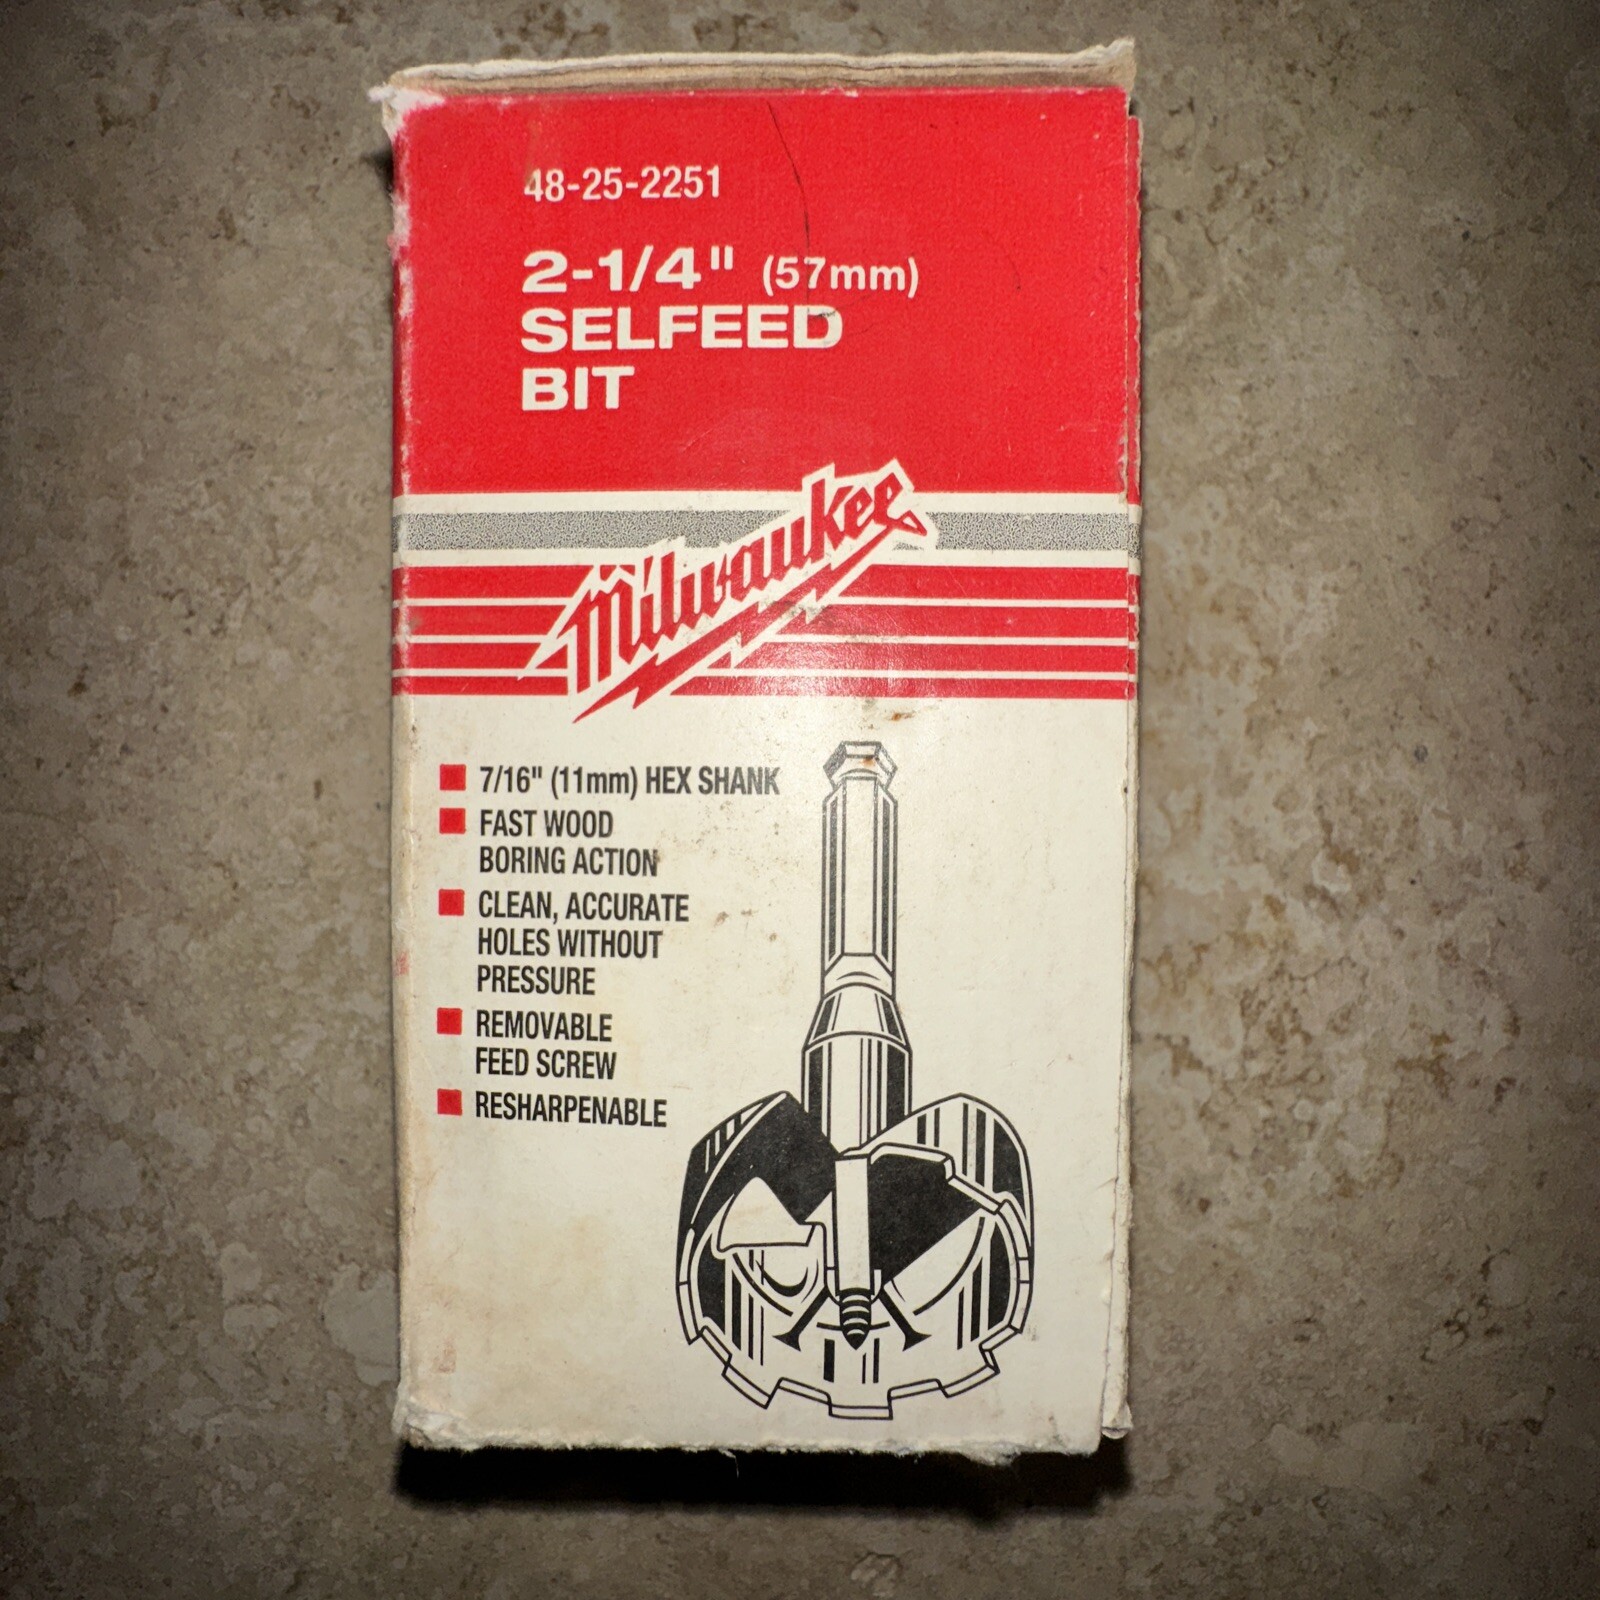 48-25-2251
2-1/4" (57mm)
SELFEED
BIT
Milwaukee
7/16" (11mm) HEX SHANK
FAST WOOD
BORING ACTION
CLEAN, ACCURATE
HOLES WITHOUT
PRESSURE
REMOVABLE
FEED SCREW
RESHARPENABLE